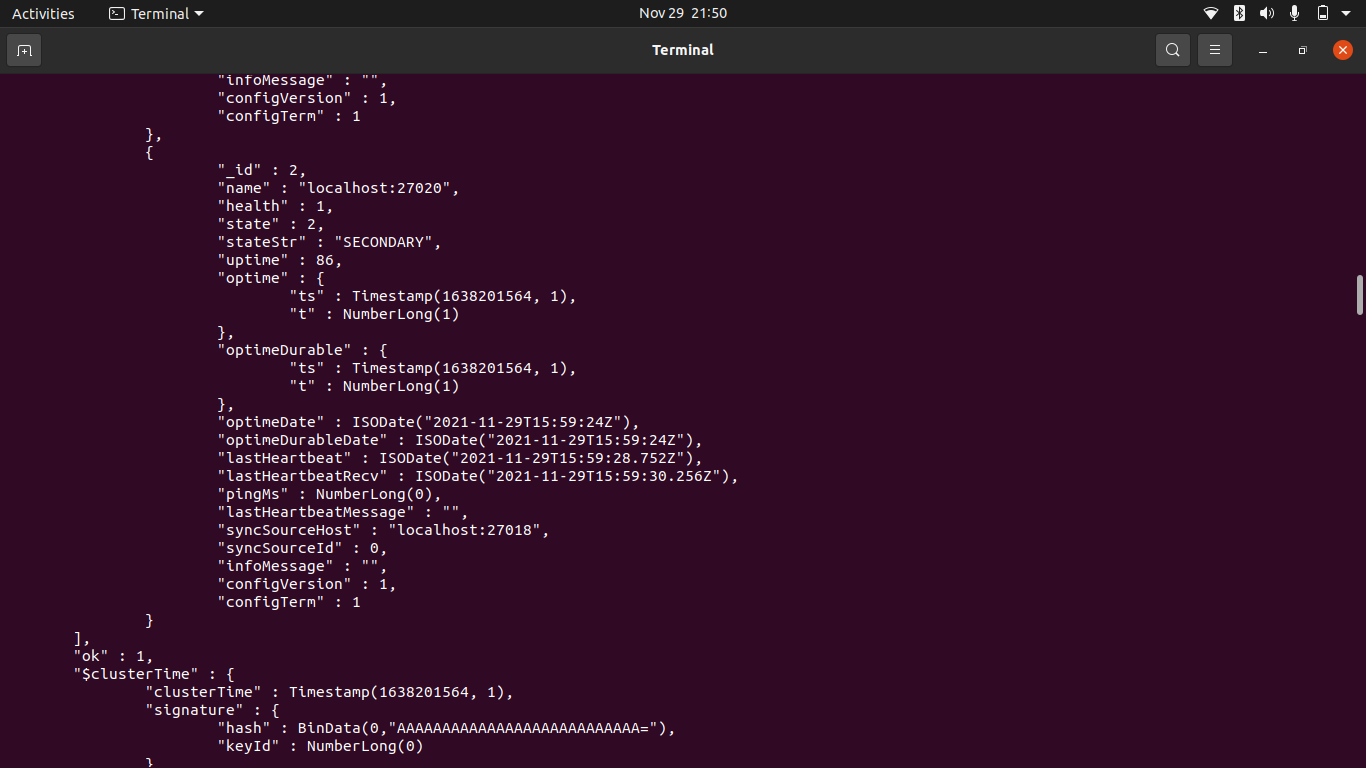 Activities Terminal Nov 29 21:50
Terminal
"infoMessage" : "",
"configVersion" : 1,
"configTerm" : 1
},
{
"_id" : 2,
"name" : "localhost:27020",
"health" : 1,
"state" : 2,
"stateStr" : "SECONDARY",
"uptime" : 86,
"optime" : {
"ts" : Timestamp(1638201564, 1),
"t" : NumberLong(1)
},
"optimeDurable" : {
"ts" : Timestamp(1638201564, 1),
"t" : NumberLong(1)
},
"optimeDate" : ISODate("2021-11-29T15:59:24Z"),
"optimeDurableDate" : ISODate("2021-11-29T15:59:24Z"),
"lastHeartbeat" : ISODate("2021-11-29T15:59:28.752Z"),
"lastHeartbeatRecv" : ISODate("2021-11-29T15:59:30.256Z"),
"pingMs" : NumberLong(0),
"lastHeartbeatMessage" : "",
"syncSourceHost" : "localhost:27018",
"syncSourceId" : 0,
"infoMessage" : "",
"configVersion" : 1,
"configTerm" : 1
}
],
"ok" : 1,
"$clusterTime" : {
"clusterTime" : Timestamp(1638201564, 1),
"signature" : {
"hash" : BinData(0,"AAAAAAAAAAAAAAAAAAAAAAAAAAA="),
"keyId" : NumberLong(0)
}